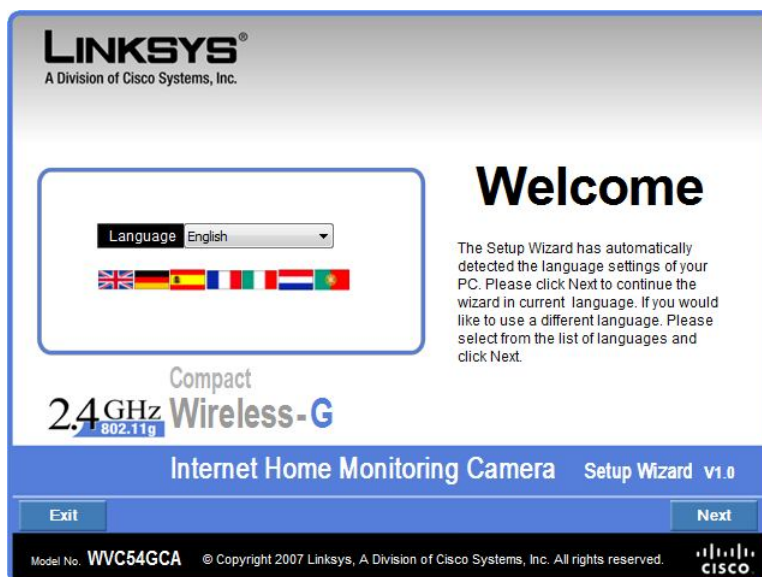 LINKSYS®
A Division of Cisco Systems, Inc.
Welcome
Language English
The Setup Wizard has automatically
detected the language settings of your
PC. Please click Next to continue the
wizard in current language. If you would
like to use a different language. Please
select from the list of languages and
click Next.
Compact
2.4 GHz Wireless-G
802.11g
Internet Home Monitoring Camera Setup Wizard V1.0
Exit Next
Model No. WVC54GCA © Copyright 2007 Linksys, A Division of Cisco Systems, Inc. All rights reserved.
CISCO